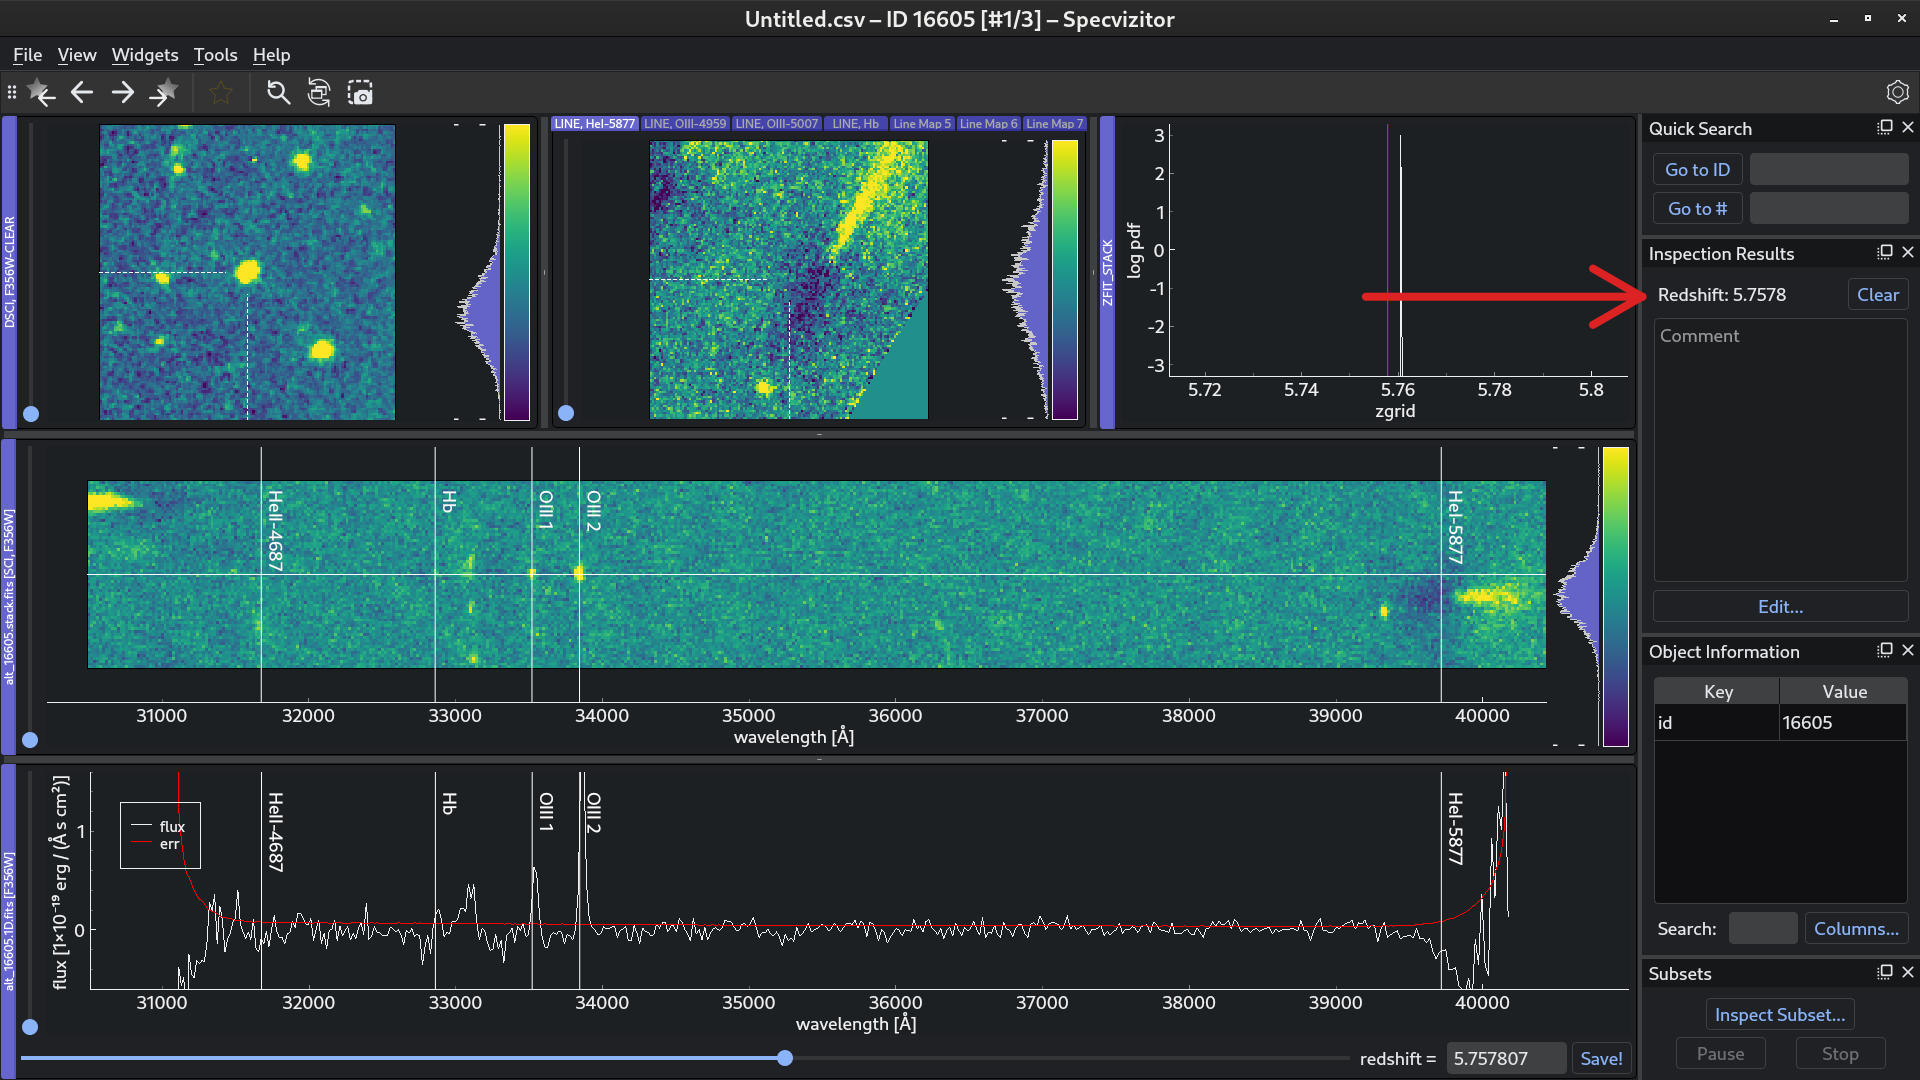 Untitled.csv – ID 16605 [#1/3] – Specvizitor
File View Widgets Tools Help
DSCI, F356W-CLEAR
LINE, HeI-5877 LINE, OIII-4959 LINE, OIII-5007 LINE, Hb Line Map 5 Line Map 6 Line Map 7
ZFIT_STACK
log pdf
3
2
1
0
-1
-2
-3
5.72 5.74 5.76 5.78 5.8
zgrid
Quick Search
Go to ID
Go to #
Inspection Results
Redshift: 5.7578 Clear
Comment
Edit...
Object Information
Key Value
id 16605
Search: Columns...
Subsets
Inspect Subset...
Pause Stop
alt_16605.stack.fits [SCI, F356W]
HeII-4687 Hb OIII 1 OIII 2 HeI-5877
31000 32000 33000 34000 35000 36000 37000 38000 39000 40000
wavelength [Å]
alt_16605.1D.fits [F356W]
flux [1×10⁻¹⁹ erg / (Å s cm²)]
1
0
flux
err
HeII-4687 Hb OIII 1 OIII 2 HeI-5877
31000 32000 33000 34000 35000 36000 37000 38000 39000 40000
wavelength [Å]
redshift = 5.757807 Save!